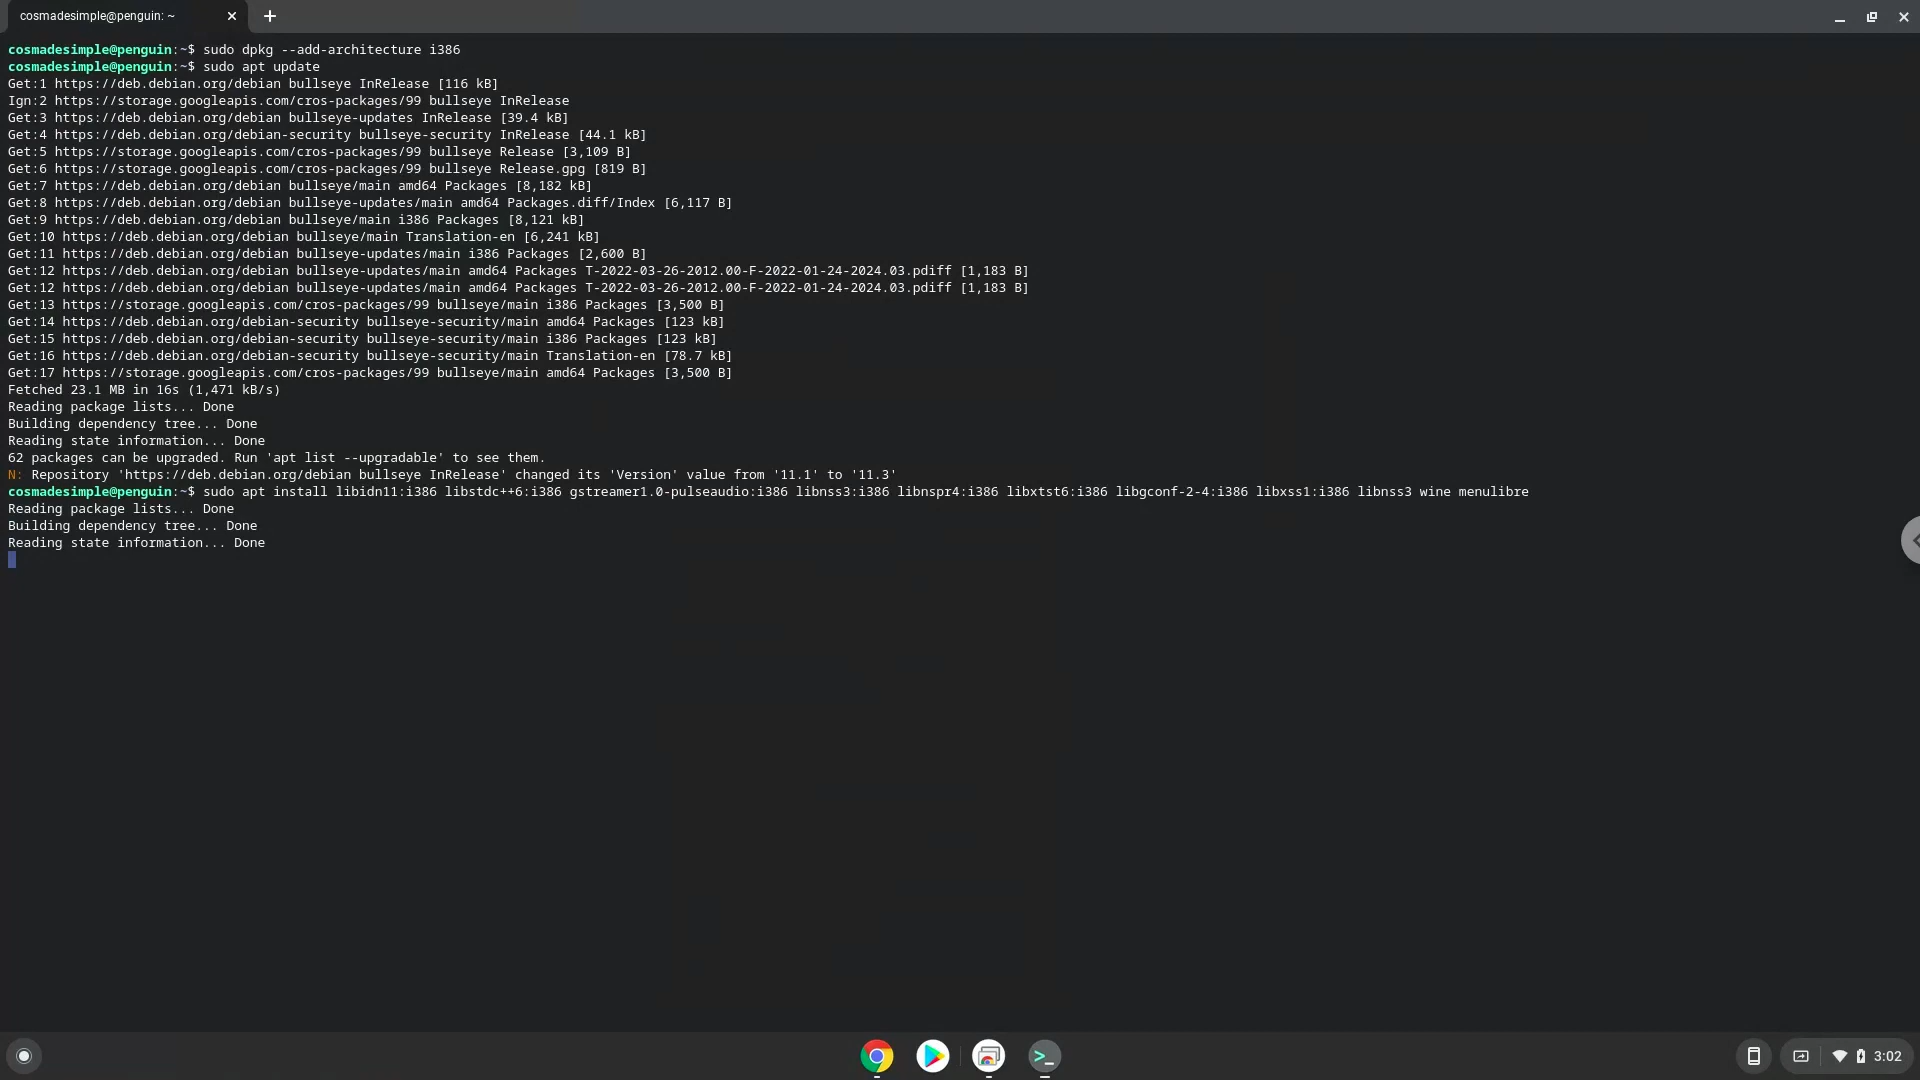 cosmadesimple@penguin: ~
cosmadesimple@penguin:~$ sudo dpkg --add-architecture i386
cosmadesimple@penguin:~$ sudo apt update
Get:1 https://deb.debian.org/debian bullseye InRelease [116 kB]
Ign:2 https://storage.googleapis.com/cros-packages/99 bullseye InRelease
Get:3 https://deb.debian.org/debian bullseye-updates InRelease [39.4 kB]
Get:4 https://deb.debian.org/debian-security bullseye-security InRelease [44.1 kB]
Get:5 https://storage.googleapis.com/cros-packages/99 bullseye Release [3,109 B]
Get:6 https://storage.googleapis.com/cros-packages/99 bullseye Release.gpg [819 B]
Get:7 https://deb.debian.org/debian bullseye/main amd64 Packages [8,182 kB]
Get:8 https://deb.debian.org/debian bullseye-updates/main amd64 Packages.diff/Index [6,117 B]
Get:9 https://deb.debian.org/debian bullseye/main i386 Packages [8,121 kB]
Get:10 https://deb.debian.org/debian bullseye/main Translation-en [6,241 kB]
Get:11 https://deb.debian.org/debian bullseye-updates/main i386 Packages [2,600 B]
Get:12 https://deb.debian.org/debian bullseye-updates/main amd64 Packages T-2022-03-26-2012.00-F-2022-01-24-2024.03.pdiff [1,183 B]
Get:12 https://deb.debian.org/debian bullseye-updates/main amd64 Packages T-2022-03-26-2012.00-F-2022-01-24-2024.03.pdiff [1,183 B]
Get:13 https://storage.googleapis.com/cros-packages/99 bullseye/main i386 Packages [3,500 B]
Get:14 https://deb.debian.org/debian-security bullseye-security/main amd64 Packages [123 kB]
Get:15 https://deb.debian.org/debian-security bullseye-security/main i386 Packages [123 kB]
Get:16 https://deb.debian.org/debian-security bullseye-security/main Translation-en [78.7 kB]
Get:17 https://storage.googleapis.com/cros-packages/99 bullseye/main amd64 Packages [3,500 B]
Fetched 23.1 MB in 16s (1,471 kB/s)
Reading package lists... Done
Building dependency tree... Done
Reading state information... Done
62 packages can be upgraded. Run 'apt list --upgradable' to see them.
N: Repository 'https://deb.debian.org/debian bullseye InRelease' changed its 'Version' value from '11.1' to '11.3'
cosmadesimple@penguin:~$ sudo apt install libidn11:i386 libstdc++6:i386 gstreamer1.0-pulseaudio:i386 libnss3:i386 libnspr4:i386 libxtst6:i386 libgconf-2-4:i386 libxss1:i386 libnss3 wine menulibre
Reading package lists... Done
Building dependency tree... Done
Reading state information... Done
3:02